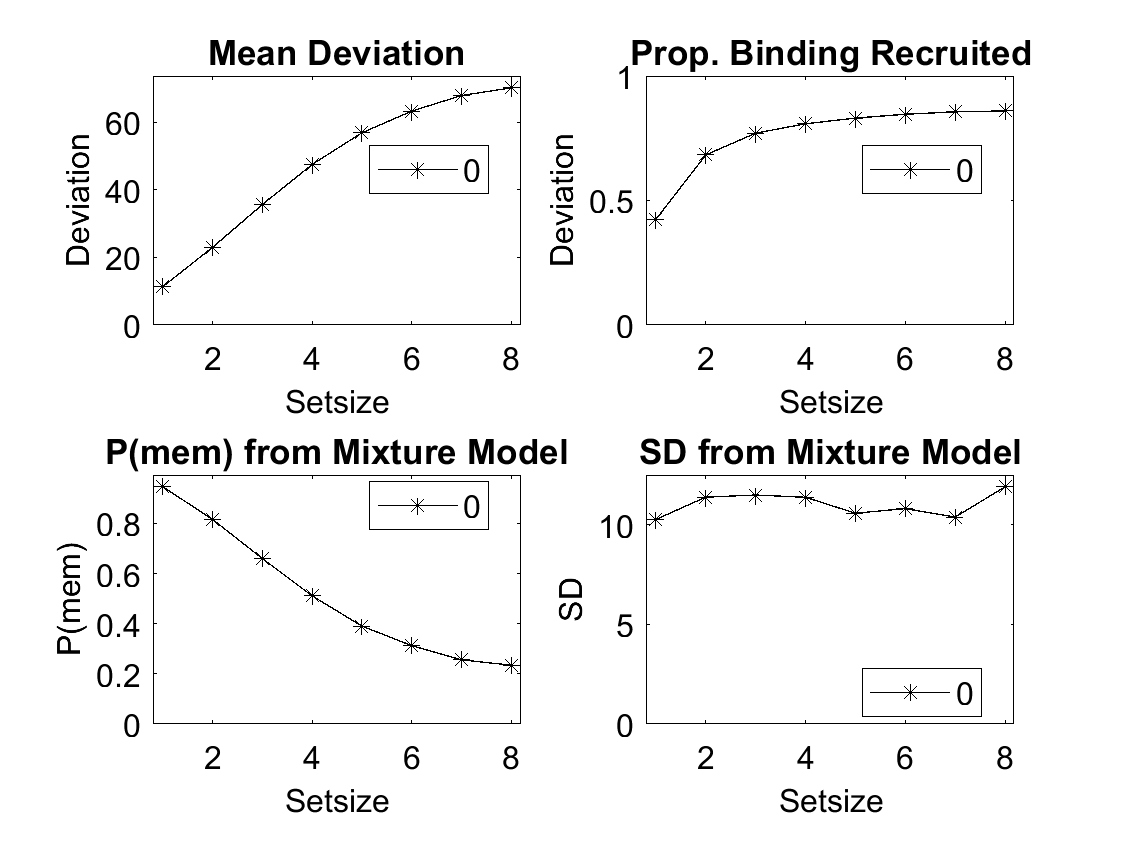 Mean Deviation
Deviation
60
40
20
0
0
2
4
6
8
Setsize
Prop. Binding Recruited
Deviation
1
0.5
0
0
2
4
6
8
Setsize
P(mem) from Mixture Model
P(mem)
0.8
0.6
0.4
0.2
0
0
2
4
6
8
Setsize
SD from Mixture Model
SD
10
5
0
0
2
4
6
8
Setsize